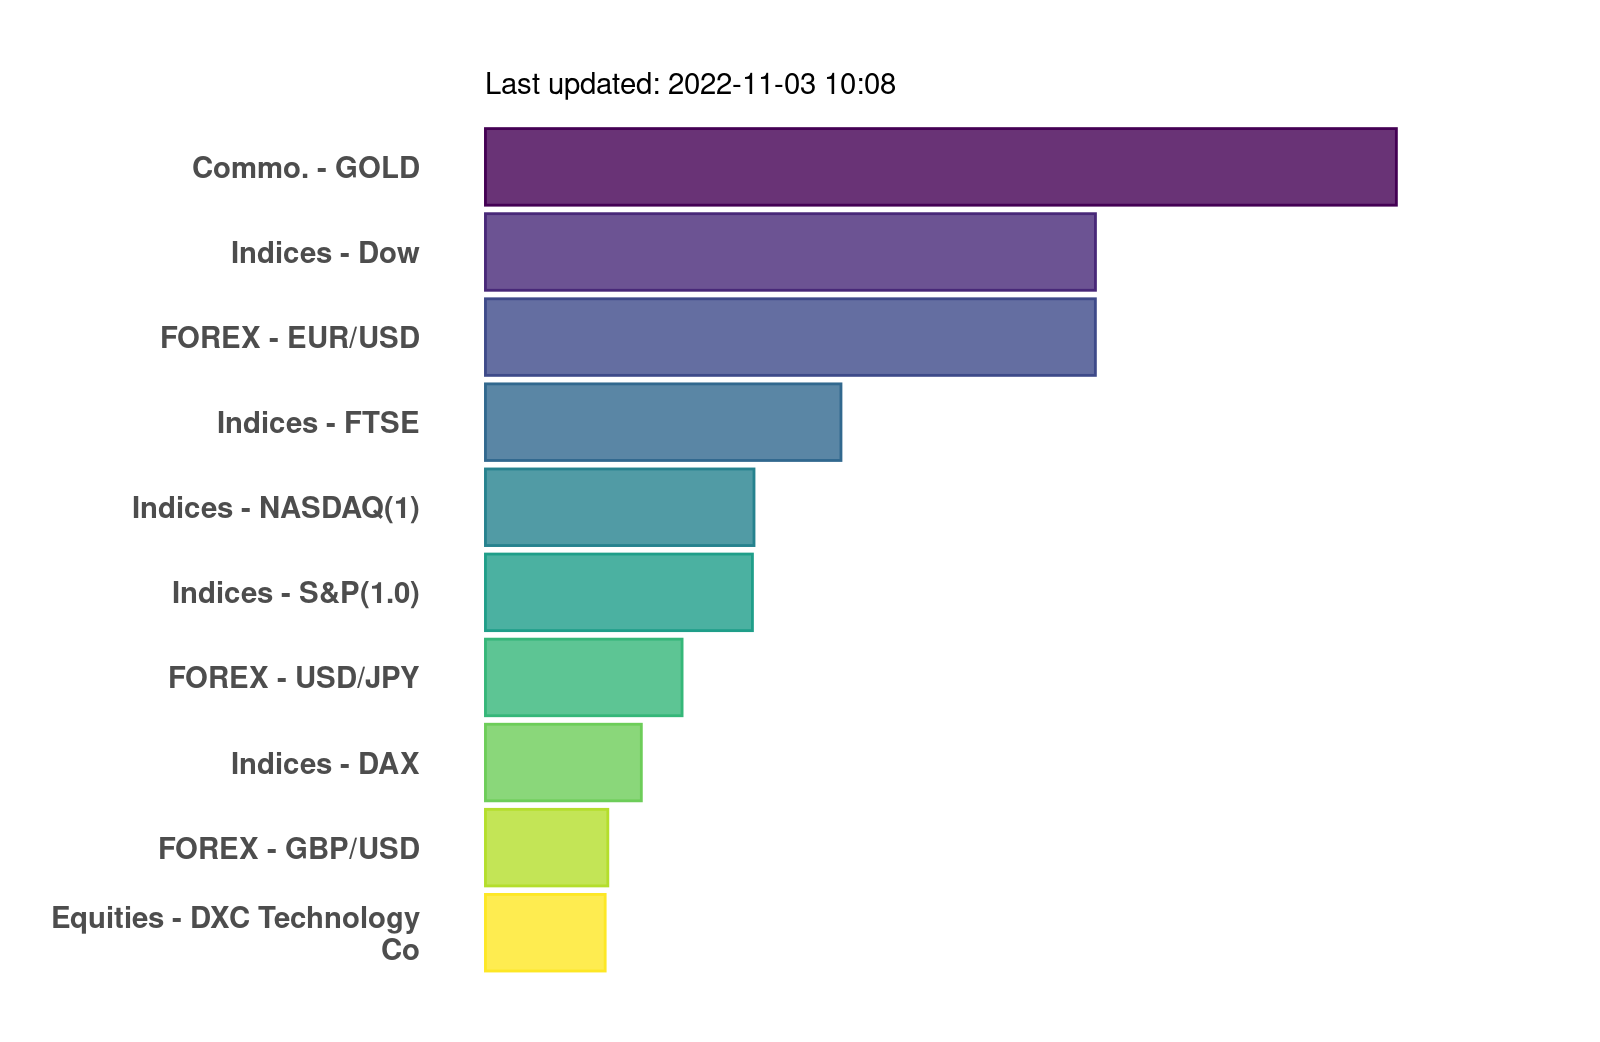 Last updated: 2022-11-03 10:08
Commo. - GOLD
Indices - Dow
FOREX - EUR/USD
Indices - FTSE
Indices - NASDAQ(1)
Indices - S&P(1.0)
FOREX - USD/JPY
Indices - DAX
FOREX - GBP/USD
Equities - DXC Technology
Co